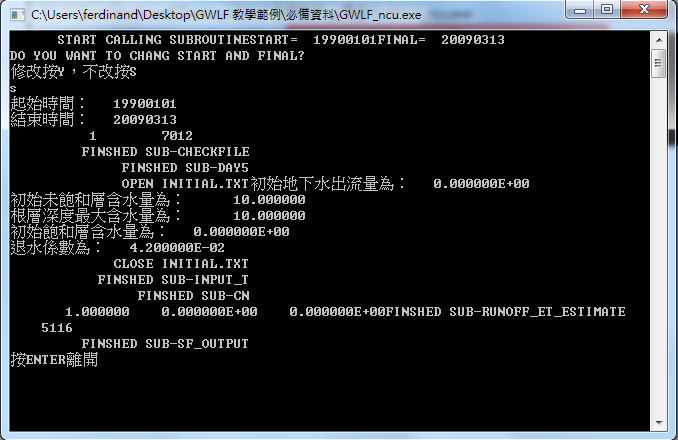 C:\Users\ferdinand\Desktop\GWLF 教學範例\必備資料\GWLF_ncu.exe
START CALLING SUBROUTINESTART=  19900101FINAL=  20090313
DO YOU WANT TO CHANG START AND FINAL?
修改按Y，不改按S
s
起始時間：   19900101
結束時間：   20090313
1        7012
FINSHED SUB-CHECKFILE
FINSHED SUB-DAY5
OPEN INITIAL.TXT初始地下水出流量為：   0.000000E+00
初始未飽和層含水量為：      10.000000
根層深度最大含水量為：      10.000000
初始飽和層含水量為：   0.000000E+00
退水係數為：   4.200000E-02
CLOSE INITIAL.TXT
FINSHED SUB-INPUT_T
FINSHED SUB-CN
1.000000    0.000000E+00    0.000000E+00FINSHED SUB-RUNOFF_ET_ESTIMATE
5116
FINSHED SUB-SF_OUTPUT
按ENTER離開